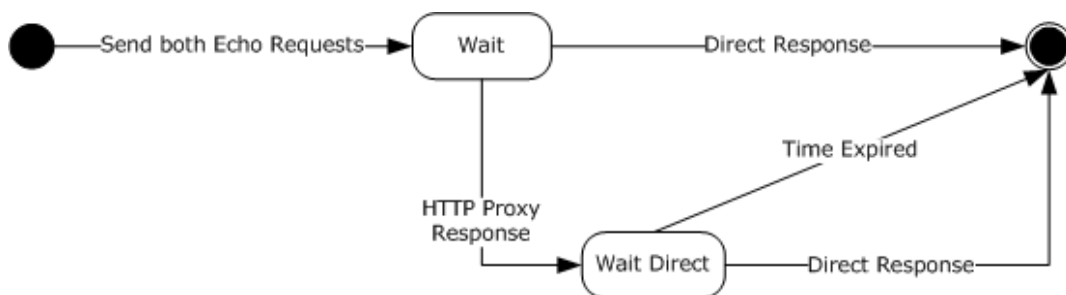 Send both Echo Requests
Wait
Direct Response
Time Expired
HTTP Proxy
Response
Wait Direct
Direct Response